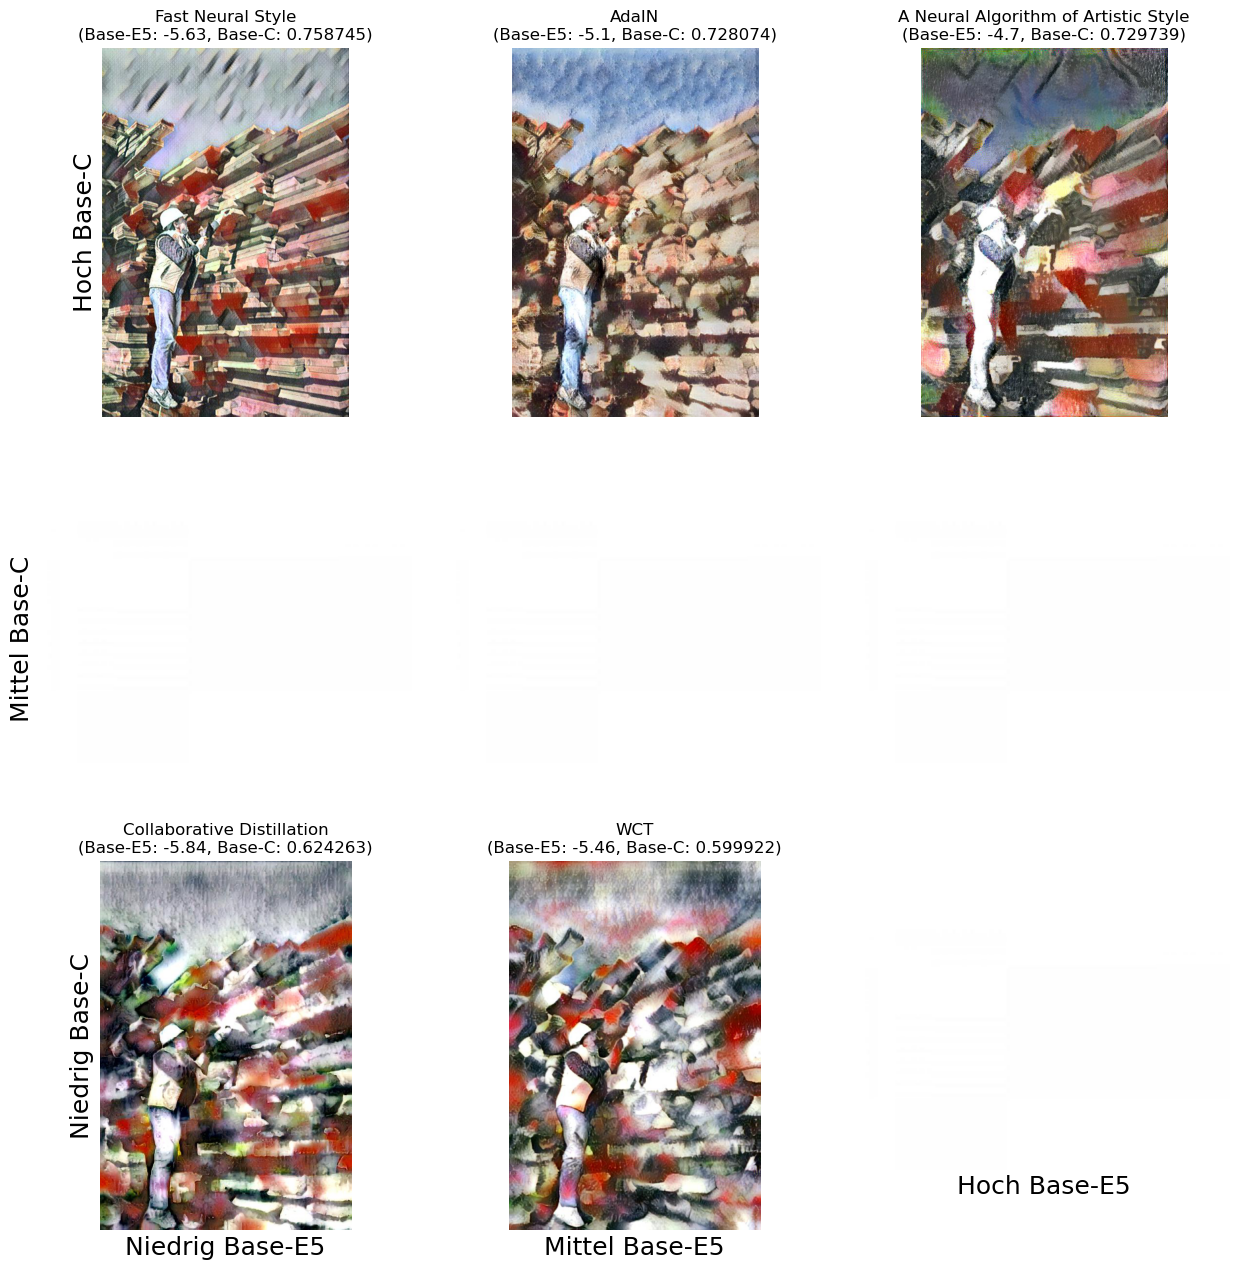 Fast Neural Style
(Base-E5: -5.63, Base-C: 0.758745)
AdaIN
(Base-E5: -5.1, Base-C: 0.728074)
A Neural Algorithm of Artistic Style
(Base-E5: -4.7, Base-C: 0.729739)
Hoch Base-C
Mittel Base-C
Collaborative Distillation
(Base-E5: -5.84, Base-C: 0.624263)
WCT
(Base-E5: -5.46, Base-C: 0.599922)
Niedrig Base-C
Niedrig Base-E5
Mittel Base-E5
Hoch Base-E5